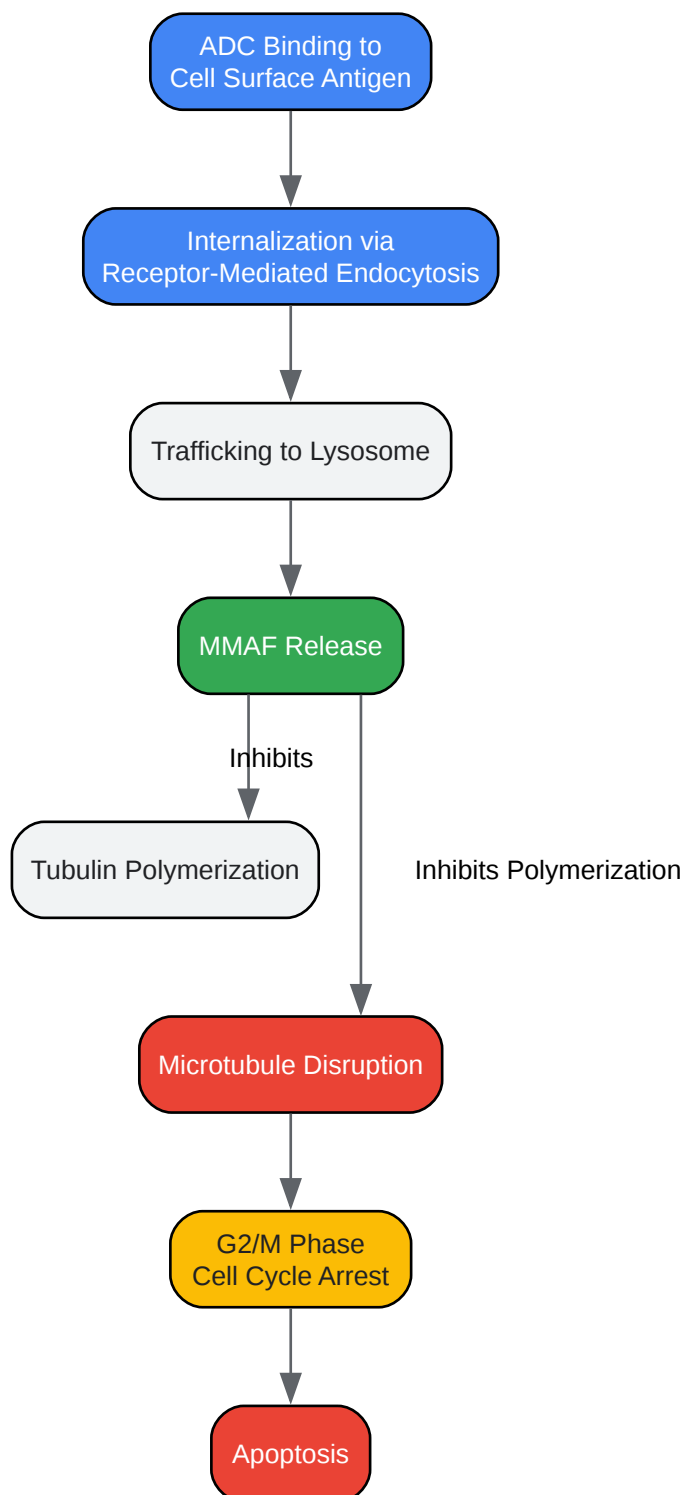 ADC Binding to
Cell Surface Antigen
Internalization via
Receptor-Mediated Endocytosis
Trafficking to Lysosome
MMAF Release
Inhibits
Tubulin Polymerization
Inhibits Polymerization
Microtubule Disruption
G2/M Phase
Cell Cycle Arrest
Apoptosis